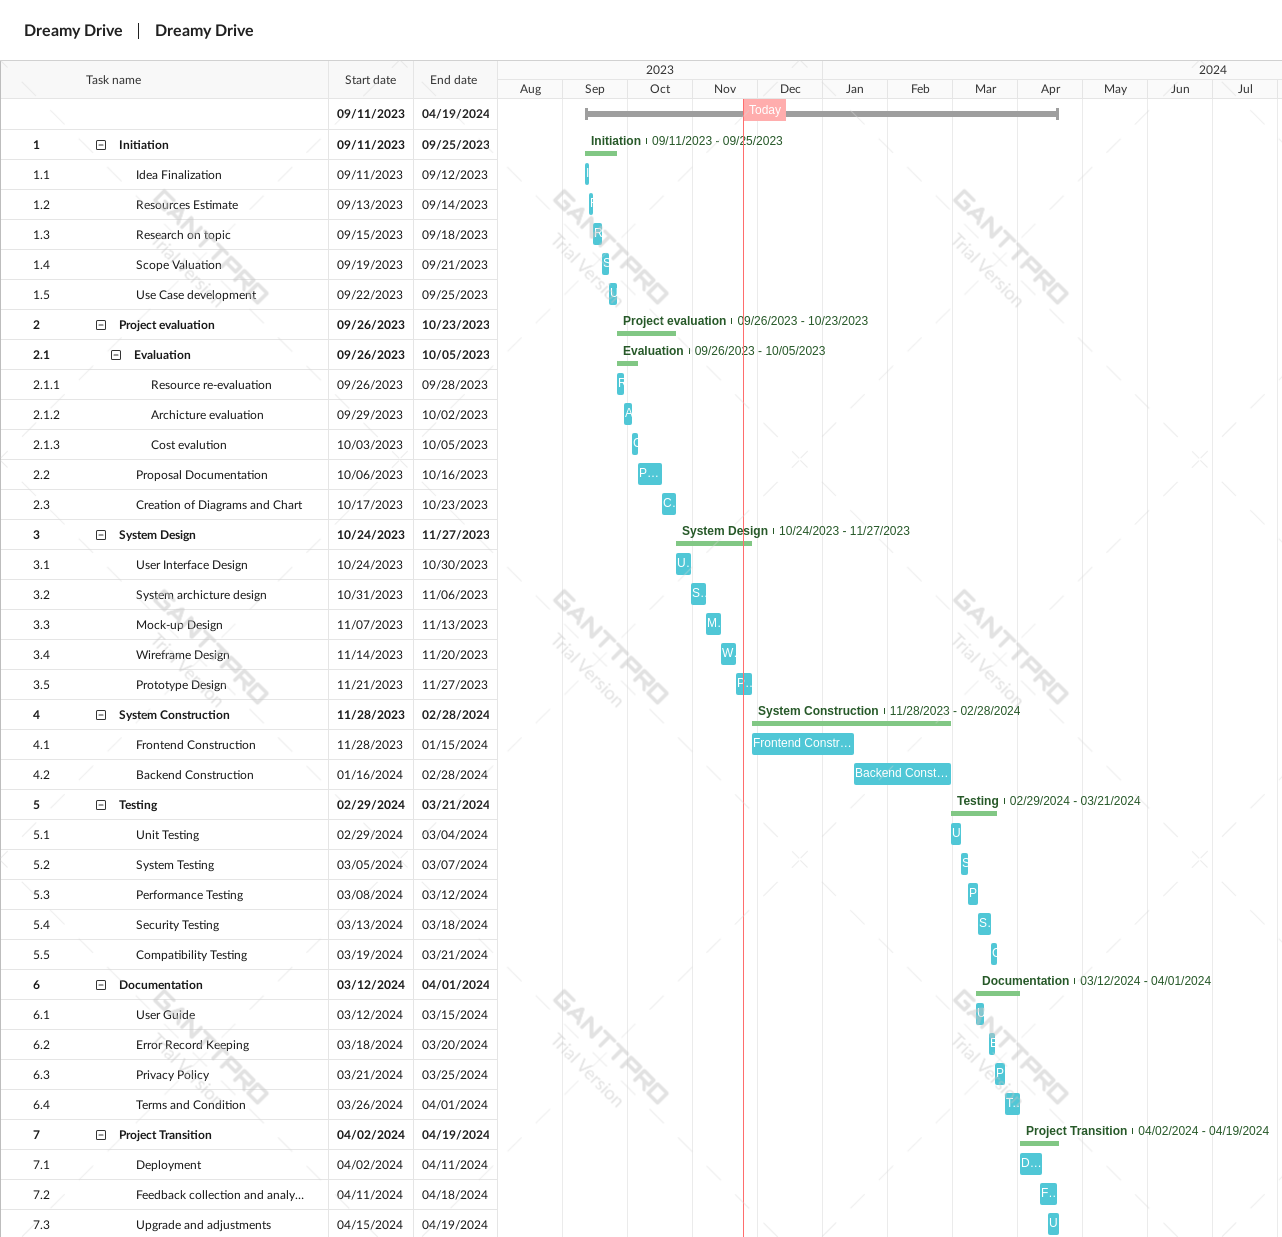 Dreamy Drive | Dreamy Drive
Task name Start date End date 2023 2024
Aug Sep Oct Nov Dec Jan Feb Mar Apr May Jun Jul
09/11/2023 04/19/2024 Today
1 Initiation 09/11/2023 09/25/2023 Initiation 09/11/2023 - 09/25/2023
1.1 Idea Finalization 09/11/2023 09/12/2023 I
1.2 Resources Estimate 09/13/2023 09/14/2023
1.3 Research on topic 09/15/2023 09/18/2023 R
1.4 Scope Valuation 09/19/2023 09/21/2023 S
1.5 Use Case development 09/22/2023 09/25/2023 U
2 Project evaluation 09/26/2023 10/23/2023 Project evaluation 09/26/2023 - 10/23/2023
2.1 Evaluation 09/26/2023 10/05/2023 Evaluation 09/26/2023 - 10/05/2023
2.1.1 Resource re-evaluation 09/26/2023 09/28/2023 R
2.1.2 Archicture evaluation 09/29/2023 10/02/2023 A
2.1.3 Cost evalution 10/03/2023 10/05/2023 C
2.2 Proposal Documentation 10/06/2023 10/16/2023 P...
2.3 Creation of Diagrams and Chart 10/17/2023 10/23/2023 C.
3 System Design 10/24/2023 11/27/2023 System Design 10/24/2023 - 11/27/2023
3.1 User Interface Design 10/24/2023 10/30/2023 U.
3.2 System archicture design 10/31/2023 11/06/2023 S.
3.3 Mock-up Design 11/07/2023 11/13/2023 M.
3.4 Wireframe Design 11/14/2023 11/20/2023 W.
3.5 Prototype Design 11/21/2023 11/27/2023 P..
4 System Construction 11/28/2023 02/28/2024 System Construction 11/28/2023 - 02/28/2024
4.1 Frontend Construction 11/28/2023 01/15/2024 Frontend Constr...
4.2 Backend Construction 01/16/2024 02/28/2024 Backend Const...
5 Testing 02/29/2024 03/21/2024 Testing 02/29/2024 - 03/21/2024
5.1 Unit Testing 02/29/2024 03/04/2024 U
5.2 System Testing 03/05/2024 03/07/2024 S
5.3 Performance Testing 03/08/2024 03/12/2024 P
5.4 Security Testing 03/13/2024 03/18/2024 S.
5.5 Compatibility Testing 03/19/2024 03/21/2024 C
6 Documentation 03/12/2024 04/01/2024 Documentation 03/12/2024 - 04/01/2024
6.1 User Guide 03/12/2024 03/15/2024 U
6.2 Error Record Keeping 03/18/2024 03/20/2024 E
6.3 Privacy Policy 03/21/2024 03/25/2024 P
6.4 Terms and Condition 03/26/2024 04/01/2024 T..
7 Project Transition 04/02/2024 04/19/2024 Project Transition 04/02/2024 - 04/19/2024
7.1 Deployment 04/02/2024 04/11/2024 D...
7.2 Feedback collection and analy... 04/11/2024 04/18/2024 F..
7.3 Upgrade and adjustments 04/15/2024 04/19/2024 U
GANTTPRO
Trial Version
GANTTPRO
Trial Version
GANTTPRO
Trial Version
GANTTPRO
Trial Version
GANTTPRO
Trial Version
GANTTPRO
Trial Version
GANTTPRO
Trial Version
GANTTPRO
Trial Version
GANTTPRO
Trial Version